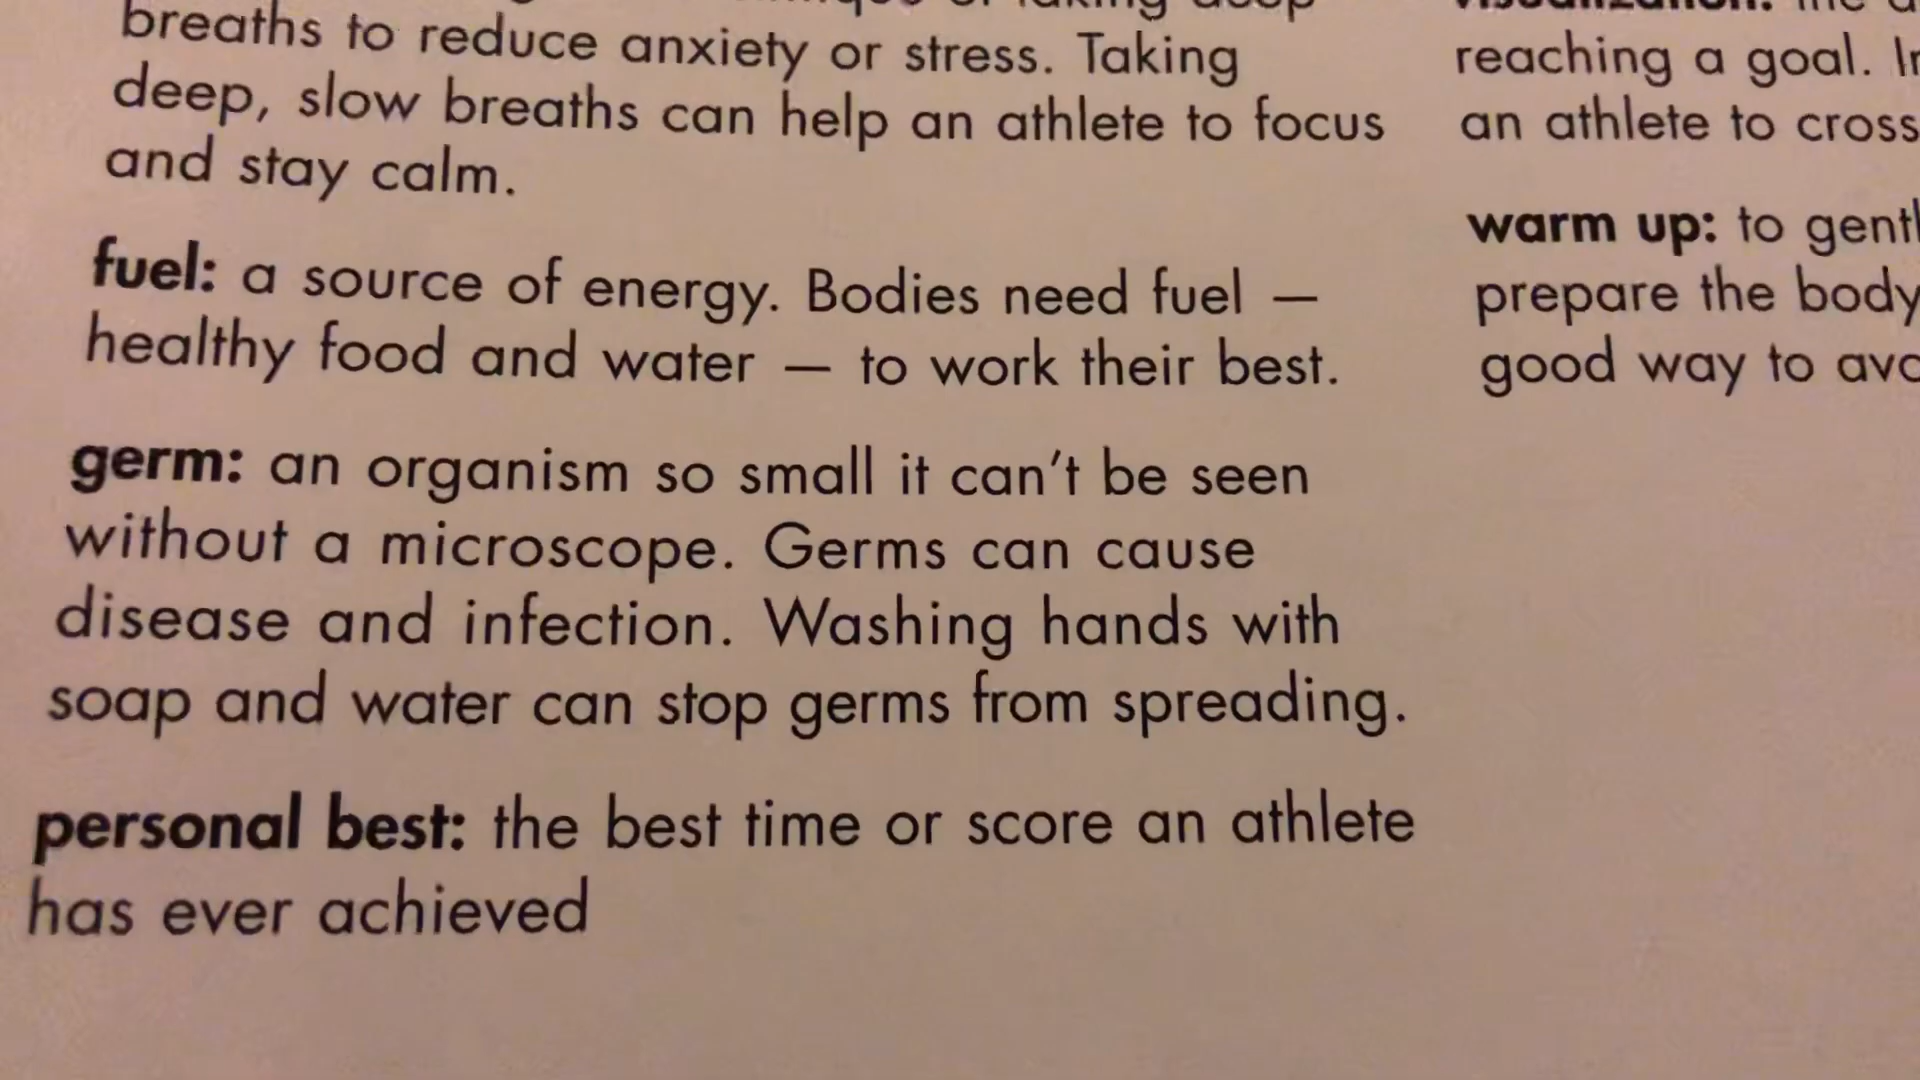 breaths to reduce anxiety or stress. Taking
deep, slow breaths can help an athlete to focus
and stay calm.
fuel: a source of energy. Bodies need fuel —
healthy food and water — to work their best.
germ: an organism so small it can't be seen
without a microscope. Germs can cause
disease and infection. Washing hands with
soap and water can stop germs from spreading.
personal best: the best time or score an athlete
has ever achieved
visualization: the
reaching a goal.
an athlete to cross
warm up: to
prepare the body
good way to